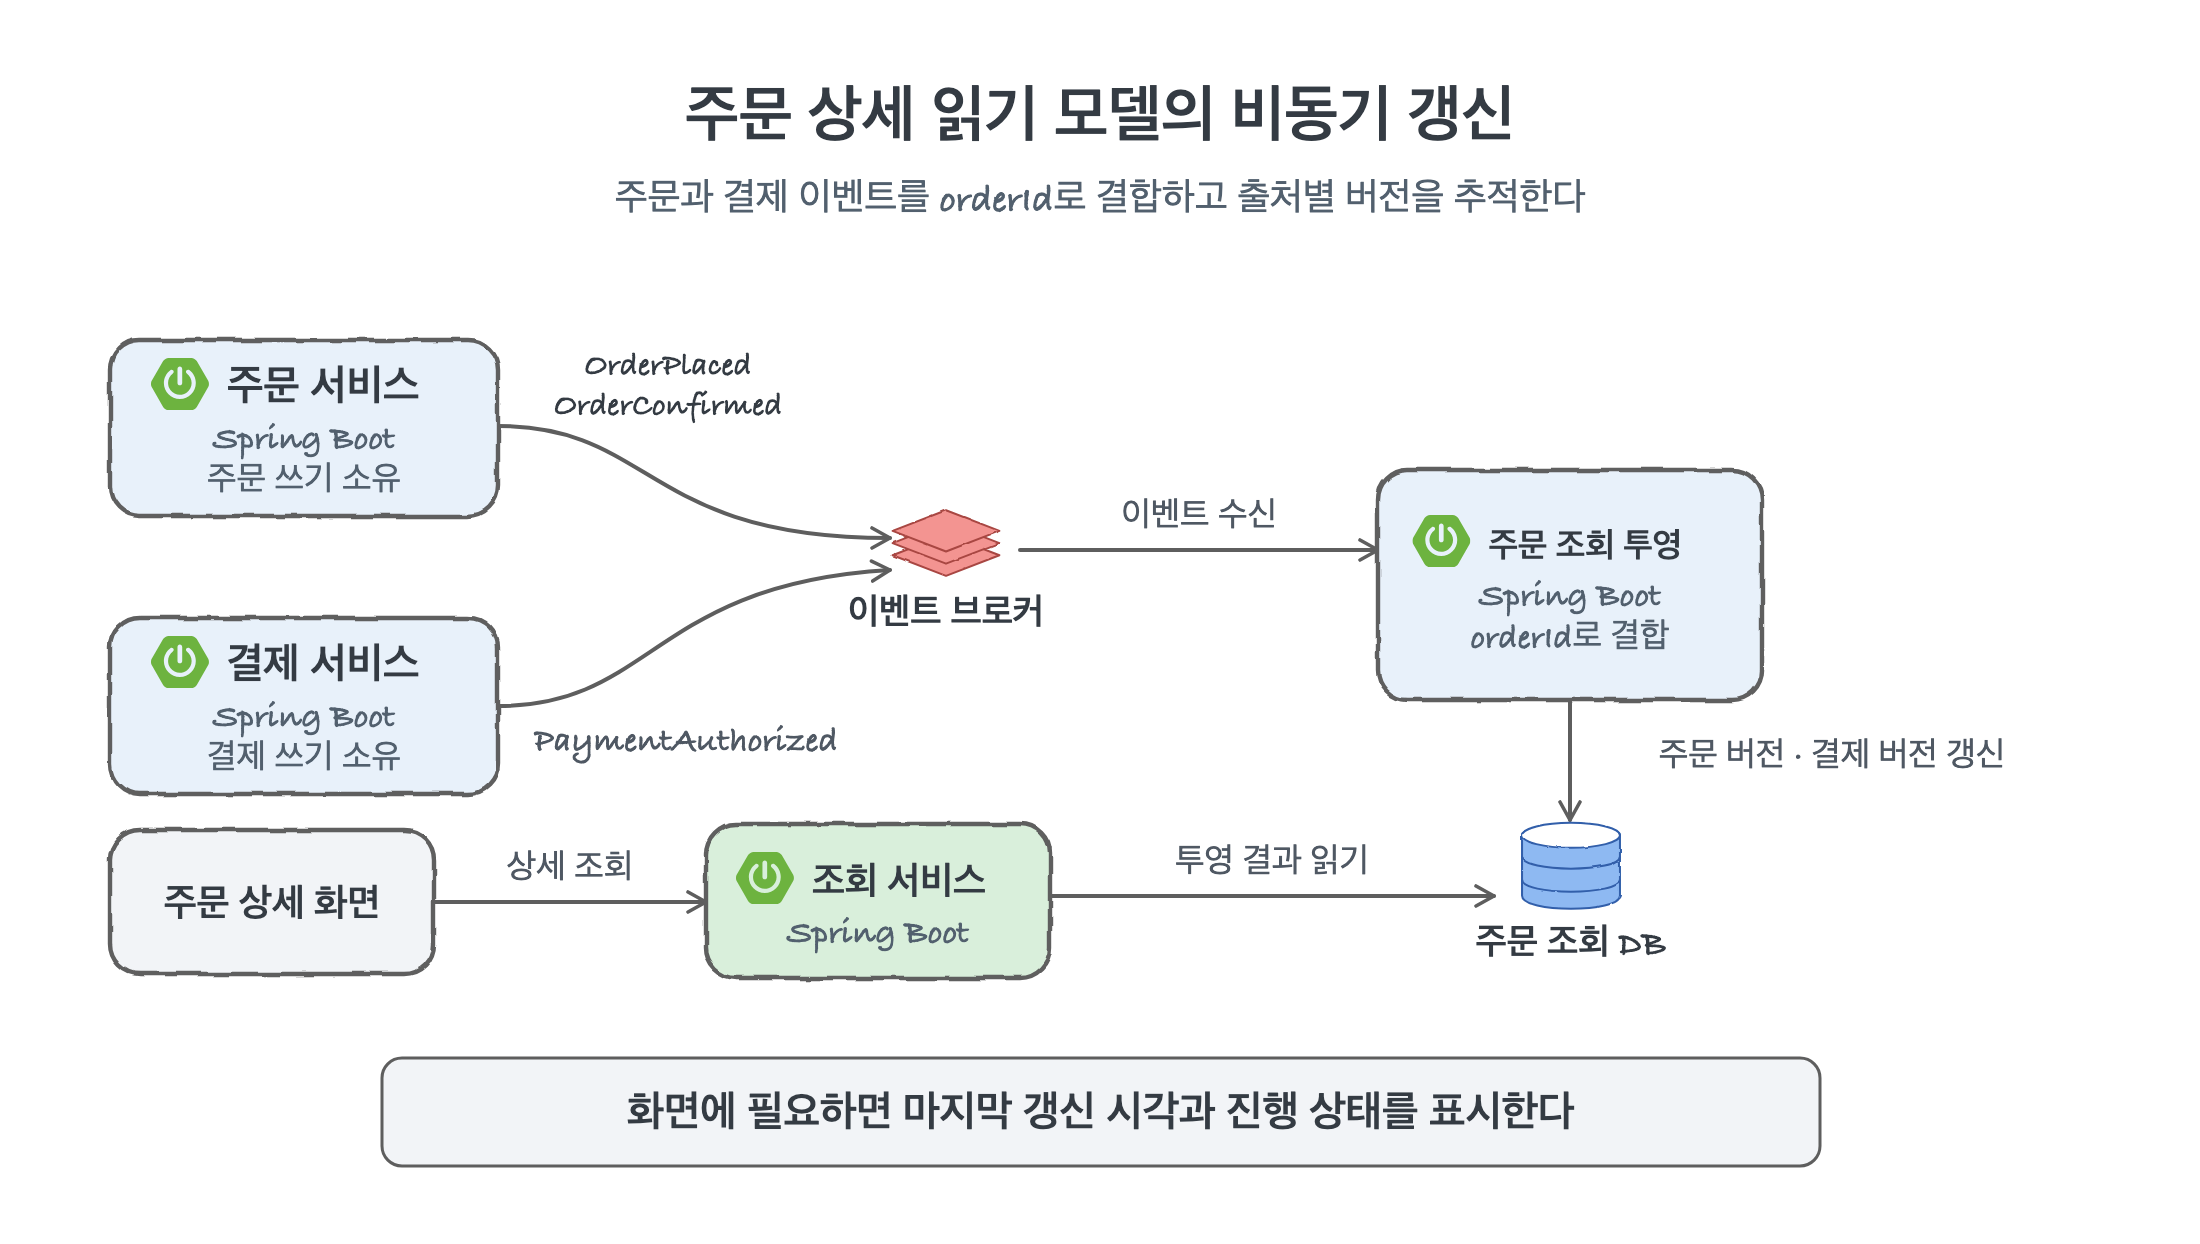 주문 상세 읽기 모델의 비동기 갱신
주문과 결제 이벤트를 orderId로 결합하고 출처별 버전을 추적한다
주문 서비스
Spring Boot
주문 쓰기 소유
OrderPlaced
OrderConfirmed
이벤트 브로커
이벤트 수신
주문 조회 투영
Spring Boot
orderId로 결합
결제 서비스
Spring Boot
결제 쓰기 소유
PaymentAuthorized
주문 버전 · 결제 버전 갱신
주문 상세 화면
상세 조회
조회 서비스
Spring Boot
투영 결과 읽기
주문 조회 DB
화면에 필요하면 마지막 갱신 시각과 진행 상태를 표시한다